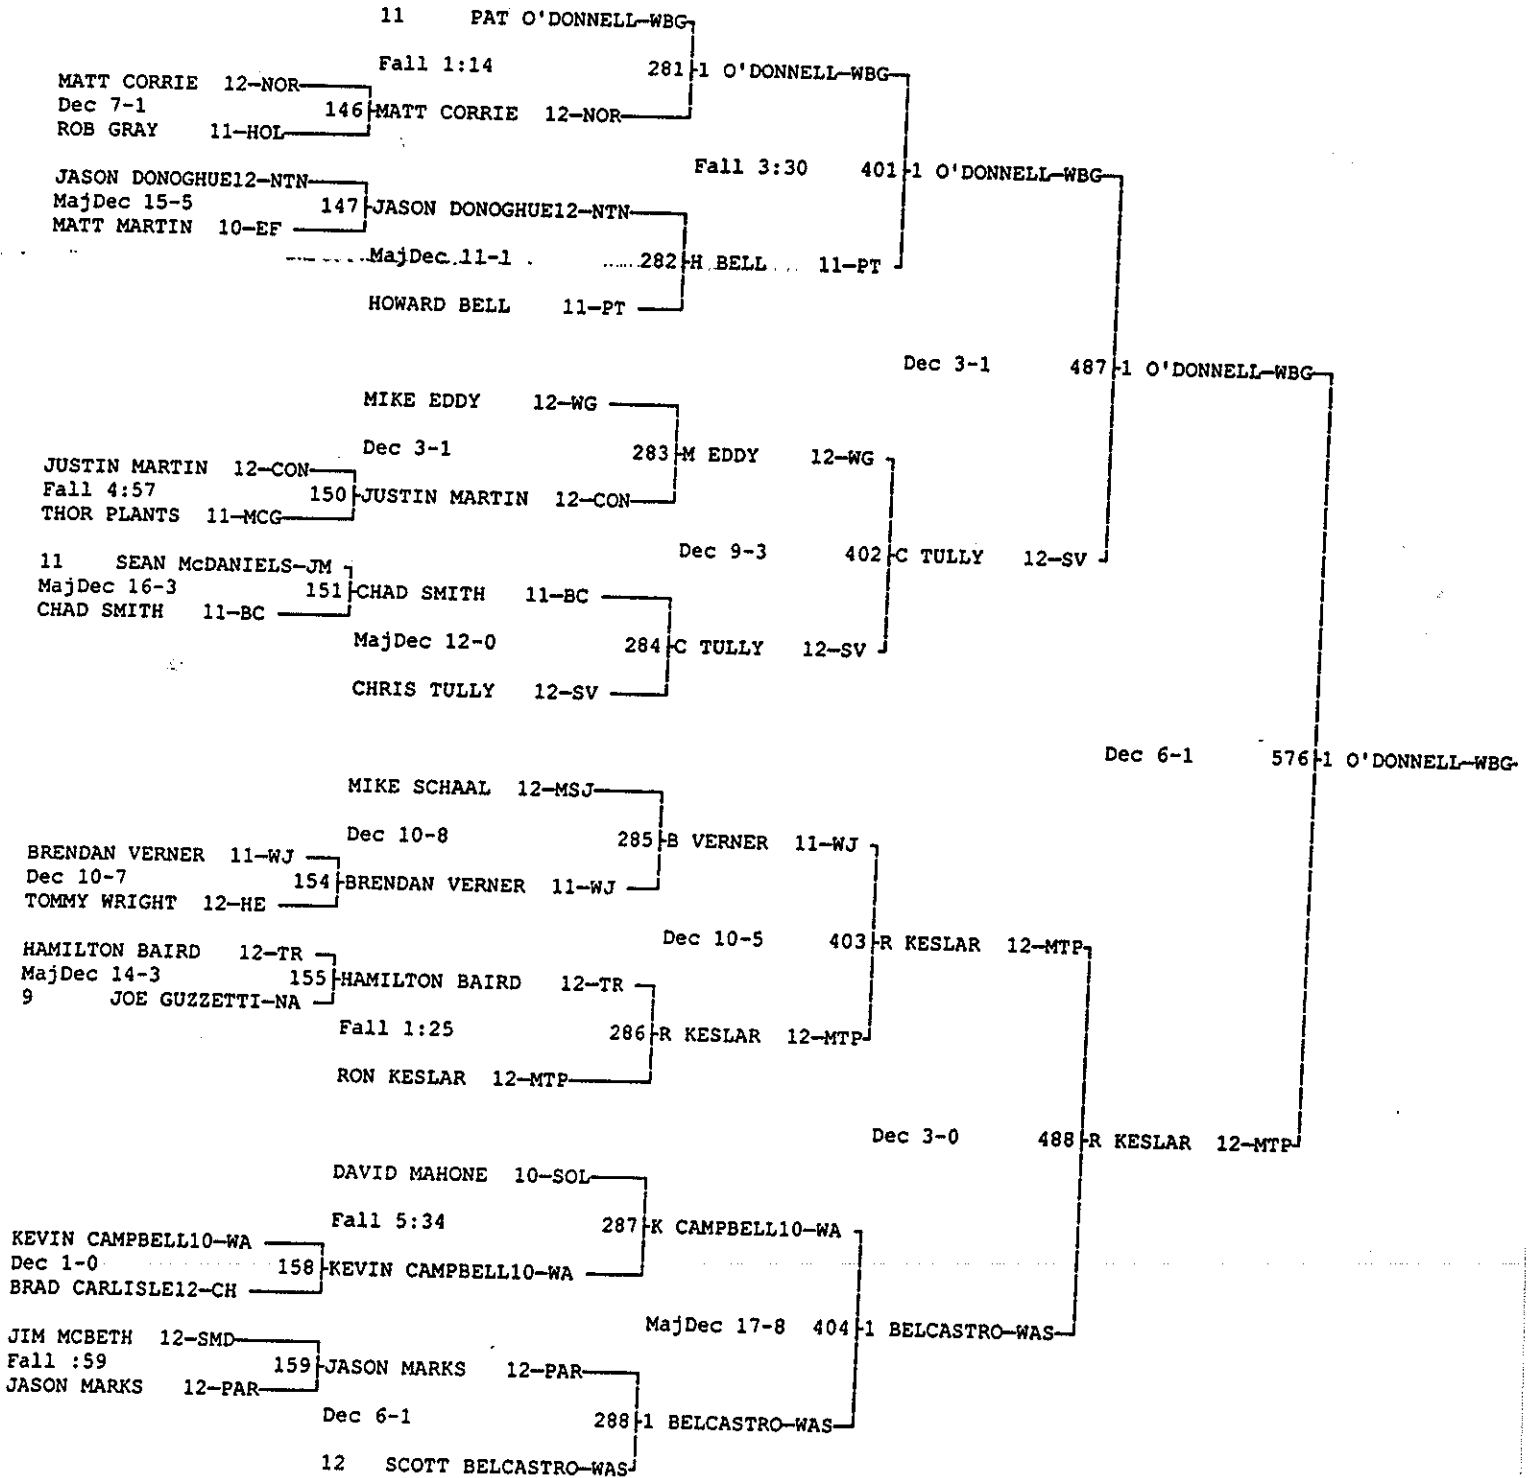 11 PAT O'DONNELL-WBG
Fall 1:14 281 1 O'DONNELL-WBG
MATT CORRIE 12-NOR
Dec 7-1 146 MATT CORRIE 12-NOR
ROB GRAY 11-HOL
Fall 3:30 401 1 O'DONNELL-WBG
JASON DONOGHUE12-NTN
MajDec 15-5 147 JASON DONOGHUE12-NTN
MATT MARTIN 10-EF
MajDec 11-1 282 H BELL 11-PT
HOWARD BELL 11-PT
Dec 3-1 487 1 O'DONNELL-WBG
MIKE EDDY 12-WG
Dec 3-1 283 M EDDY 12-WG
JUSTIN MARTIN 12-CON
Fall 4:57 150 JUSTIN MARTIN 12-CON
THOR PLANTS 11-MCG
Dec 9-3 402 C TULLY 12-SV
11 SEAN McDANIELS-JM
MajDec 16-3 151 CHAD SMITH 11-BC
CHAD SMITH 11-BC
MajDec 12-0 284 C TULLY 12-SV
CHRIS TULLY 12-SV
Dec 6-1 576 1 O'DONNELL-WBG
MIKE SCHAAL 12-MSJ
Dec 10-8 285 B VERNER 11-WJ
BRENDAN VERNER 11-WJ
Dec 10-7 154 BRENDAN VERNER 11-WJ
TOMMY WRIGHT 12-HE
Dec 10-5 403 R KESLAR 12-MTP
HAMILTON BAIRD 12-TR
MajDec 14-3 155 HAMILTON BAIRD 12-TR
9 JOE GUZZETTI-NA
Fall 1:25 286 R KESLAR 12-MTP
RON KESLAR 12-MTP
Dec 3-0 488 R KESLAR 12-MTP
DAVID MAHONE 10-SOL
Fall 5:34 287 K CAMPBELL10-WA
KEVIN CAMPBELL10-WA
Dec 1-0 158 KEVIN CAMPBELL10-WA
BRAD CARLISLE12-CH
MajDec 17-8 404 1 BELCASTRO-WAS
JIM MCBETH 12-SMD
Fall :59 159 JASON MARKS 12-PAR
JASON MARKS 12-PAR
Dec 6-1 288 1 BELCASTRO-WAS
12 SCOTT BELCASTRO-WAS